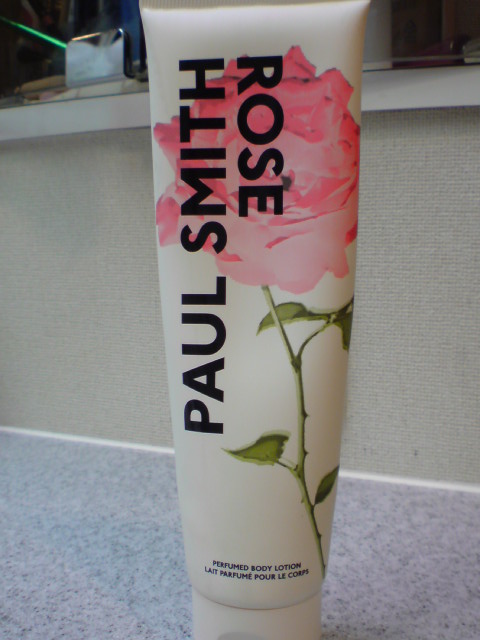 PAUL SMITH
ROSE
PERFUMED BODY LOTION
LAIT PARFUMÉ POUR LE CORPS